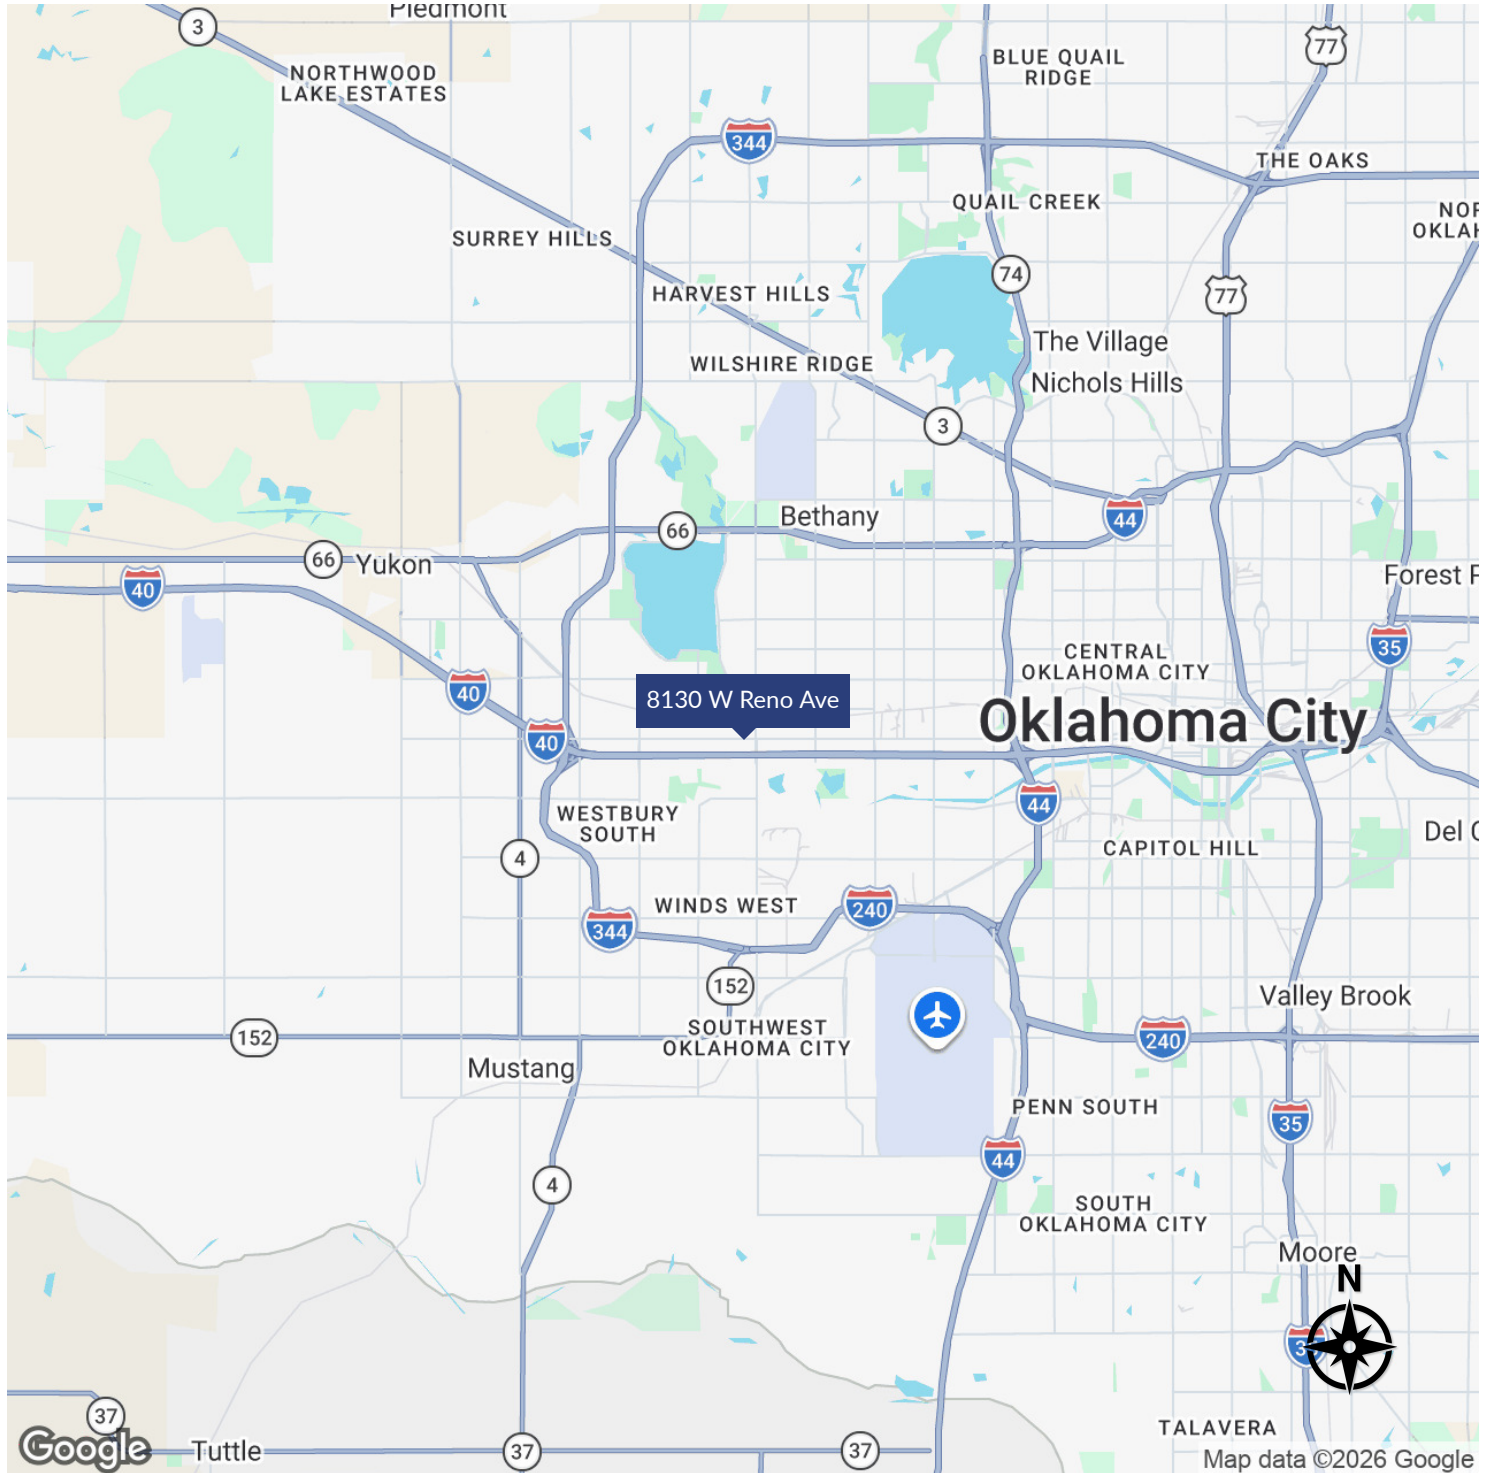 Piedmont
3
77
NORTHWOOD
LAKE ESTATES
BLUE QUAIL
RIDGE
344
THE OAKS
QUAIL CREEK
SURREY HILLS
74
HARVEST HILLS
77
The Village
WILSHIRE RIDGE
Nichols Hills
3
66
Bethany
44
66
Yukon
40
Forest
35
CENTRAL
OKLAHOMA CITY
40
8130 W Reno Ave
Oklahoma City
40
44
WESTBURY
SOUTH
Del
CAPITOL HILL
4
WINDS WEST
240
344
152
Valley Brook
152
SOUTHWEST
OKLAHOMA CITY
240
Mustang
PENN SOUTH
35
44
4
SOUTH
OKLAHOMA CITY
Moore
N
37
Google
Tuttle
37
37
TALAVERA
Map data ©2026 Google